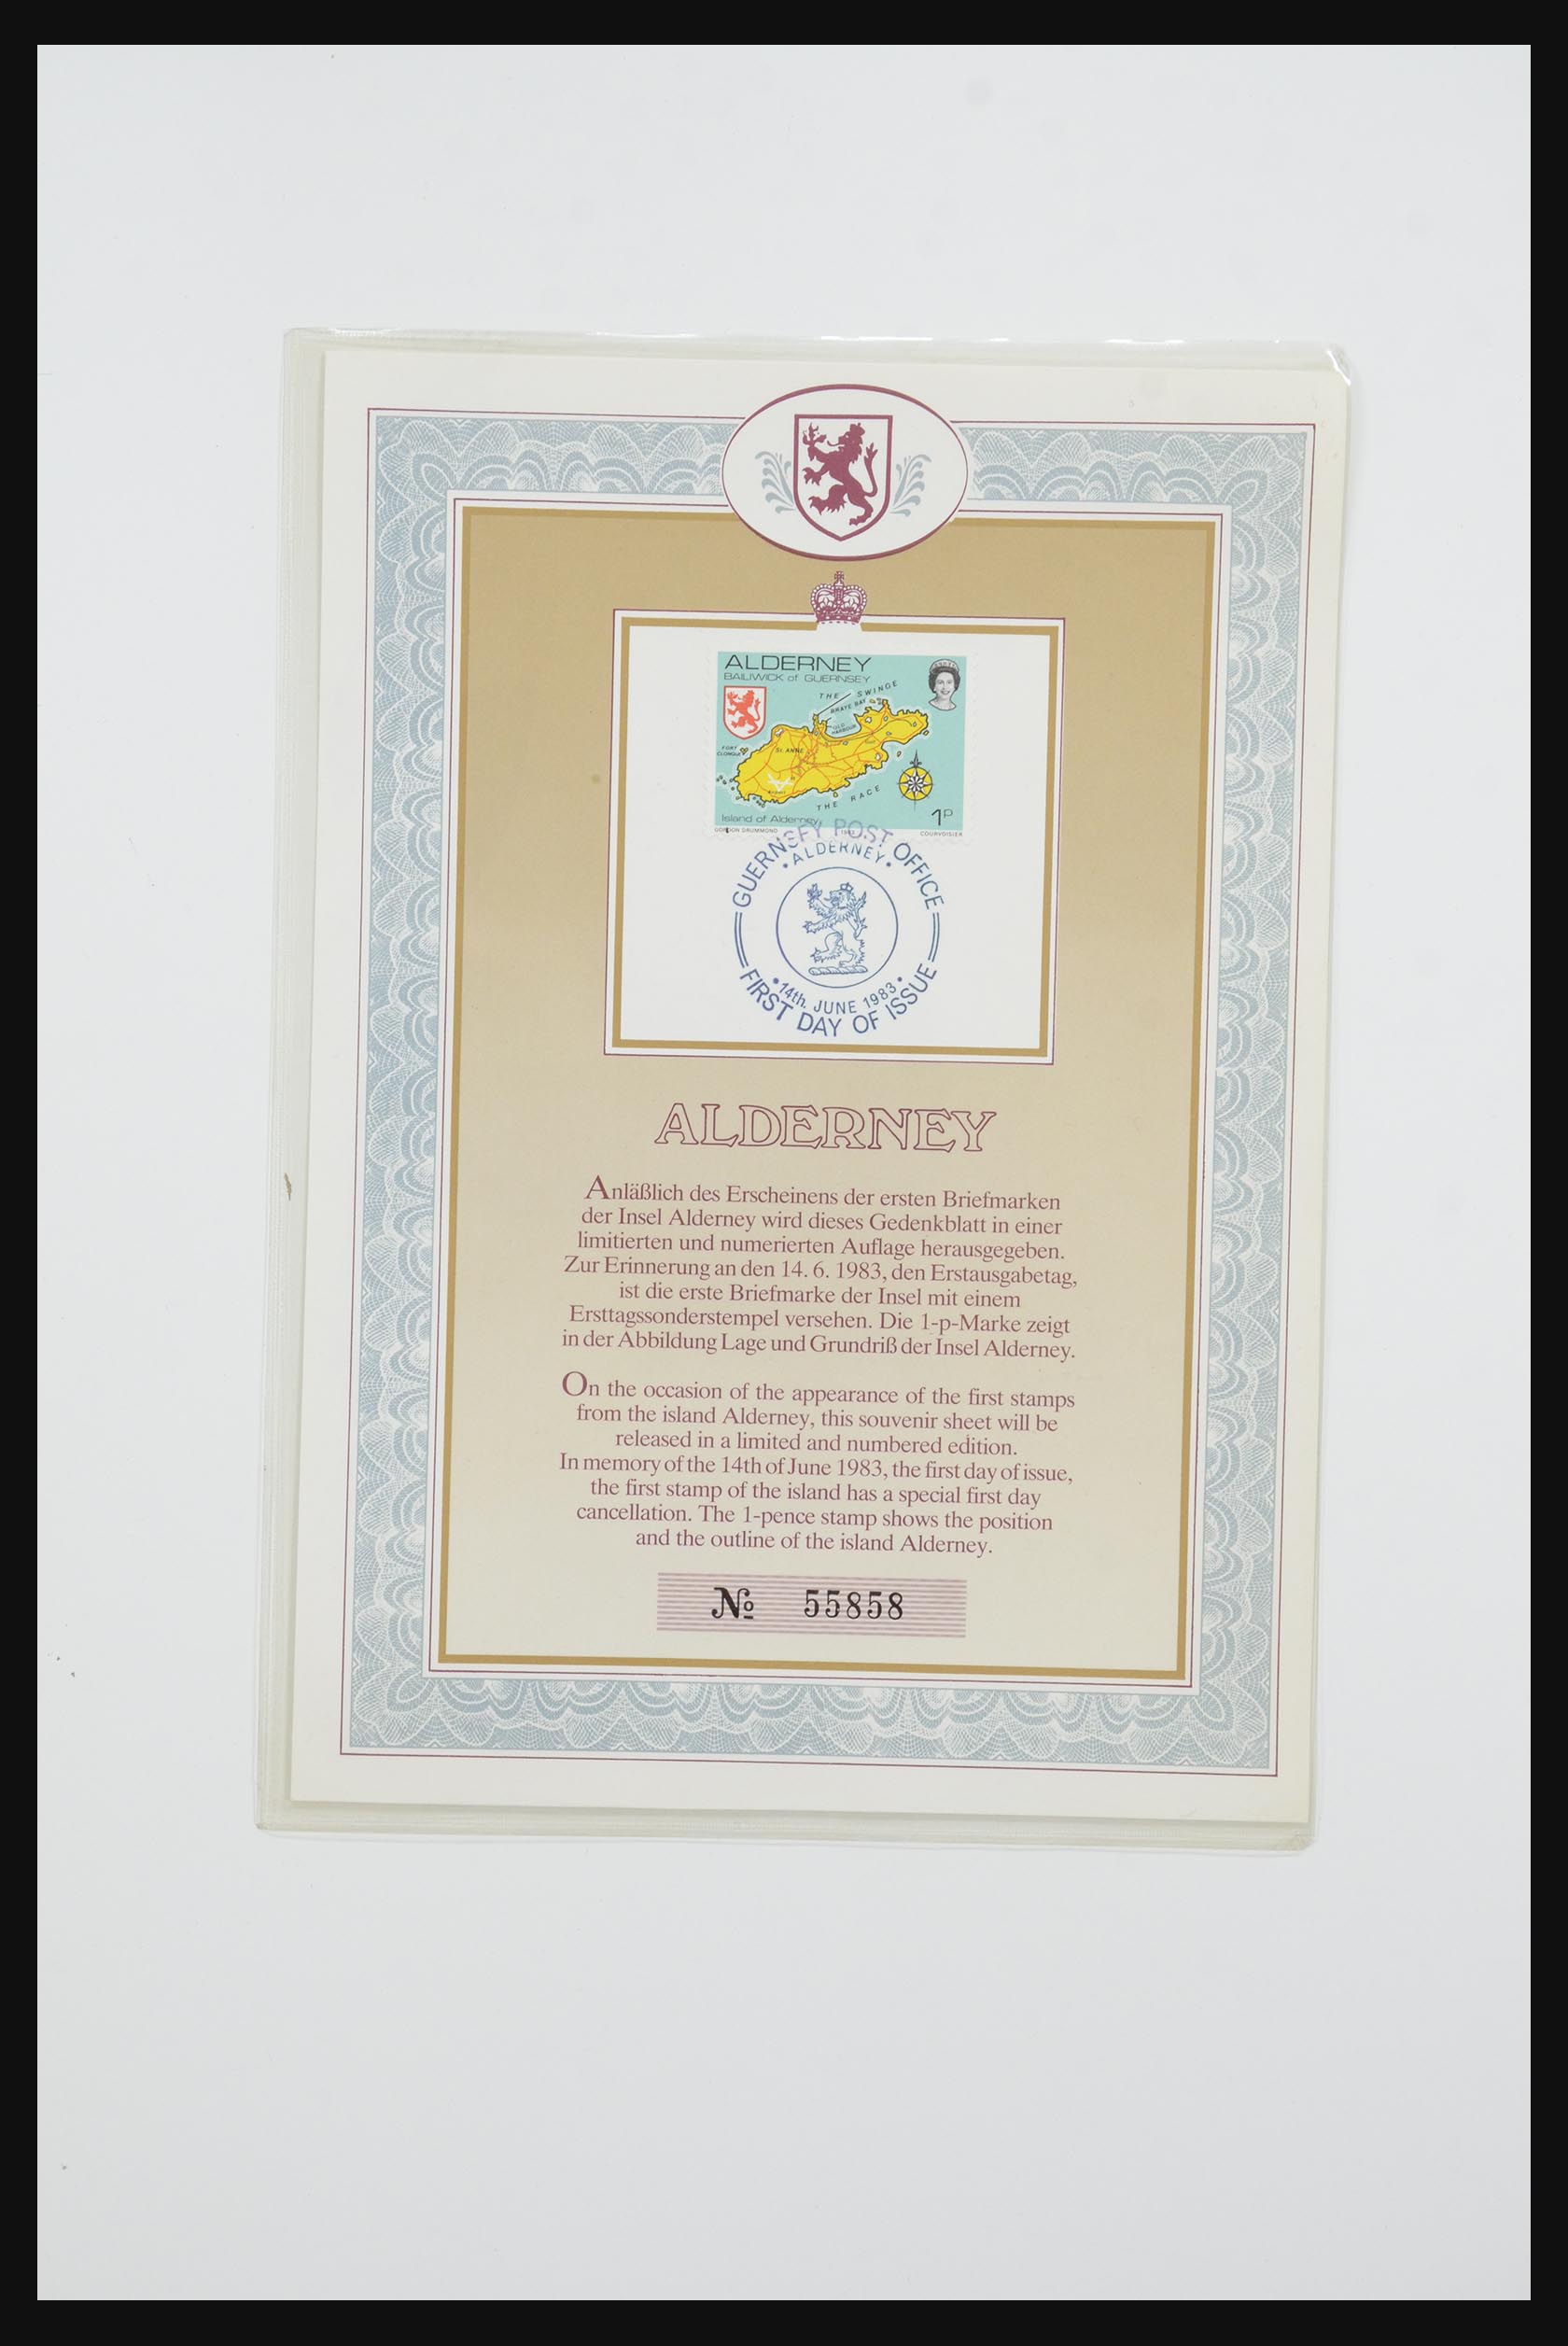 ALDERNEY
BAILIWICK of GUERNSEY
THE SWINGE
BRAYE BAY
OLD HARBOUR
FORT CLONQUE
St. ANNE
THE RACE
Island of Alderney
1P
GORDON DRUMMOND 1983 COURVOISIER
GUERNSEY POST OFFICE
• ALDERNEY •
• 14th. JUNE 1983 •
FIRST DAY OF ISSUE
ALDERNEY
Anläßlich des Erscheinens der ersten Briefmarken
der Insel Alderney wird dieses Gedenkblatt in einer
limitierten und numerierten Auflage herausgegeben.
Zur Erinnerung an den 14. 6. 1983, den Erstausgabetag,
ist die erste Briefmarke der Insel mit einem
Ersttagssonderstempel versehen. Die 1-p-Marke zeigt
in der Abbildung Lage und Grundriß der Insel Alderney.
On the occasion of the appearance of the first stamps
from the island Alderney, this souvenir sheet will be
released in a limited and numbered edition.
In memory of the 14th of June 1983, the first day of issue,
the first stamp of the island has a special first day
cancellation. The 1-pence stamp shows the position
and the outline of the island Alderney.
№ 55858